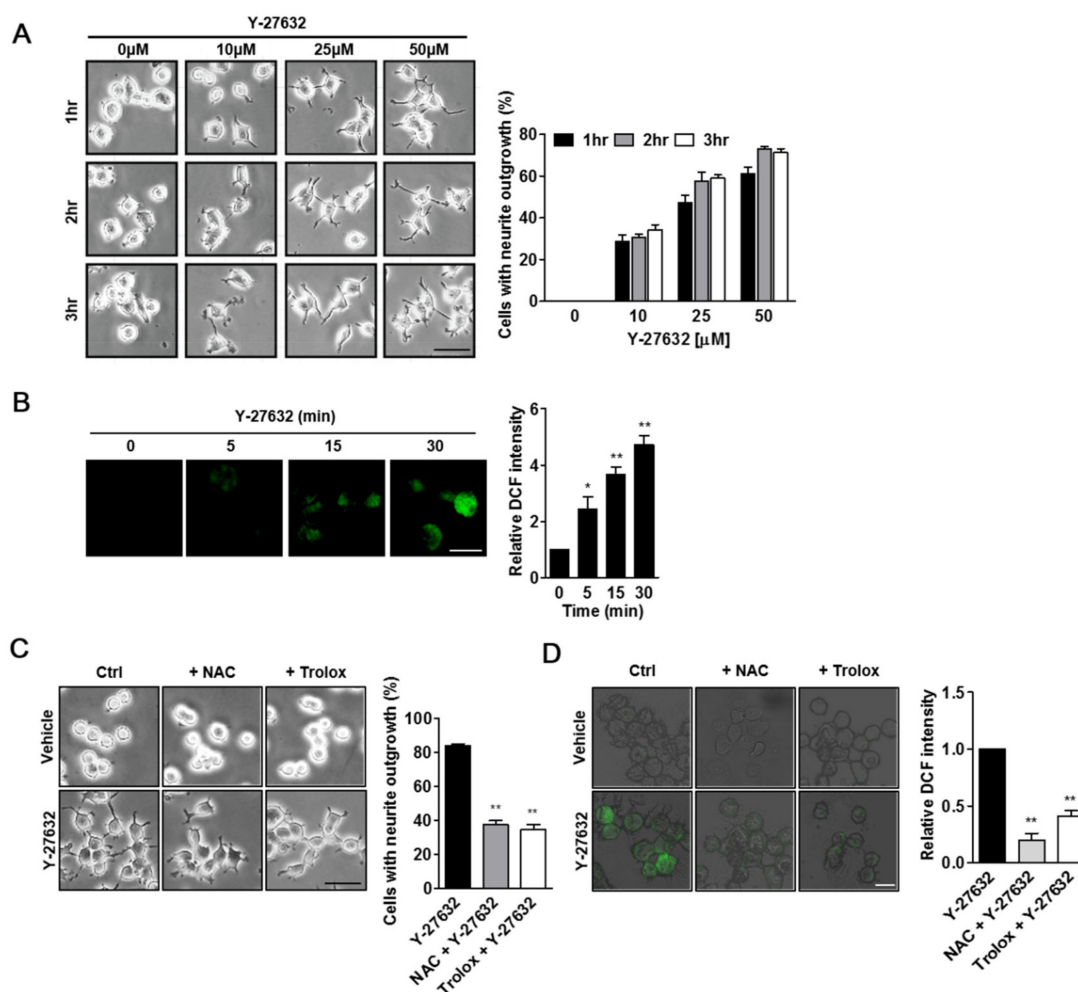 A
Y-27632
0μM 10μM 25μM 50μM
1hr
2hr
3hr
Cells with neurite outgrowth (%)
80
60
40
20
0
1hr 2hr 3hr
0 10 25 50
Y-27632 [μM]
B
Y-27632 (min)
0 5 15 30
Relative DCF intensity
6
4
2
0
* ** **
0 5 15 30
Time (min)
C
Ctrl + NAC + Trolox
Vehicle
Y-27632
Cells with neurite outgrowth (%)
100
80
60
40
20
0
** **
Y-27632
NAC + Y-27632
Trolox + Y-27632
D
Ctrl + NAC + Trolox
Vehicle
Y-27632
Relative DCF intensity
1.5
1.0
0.5
0.0
** **
Y-27632
NAC + Y-27632
Trolox + Y-27632